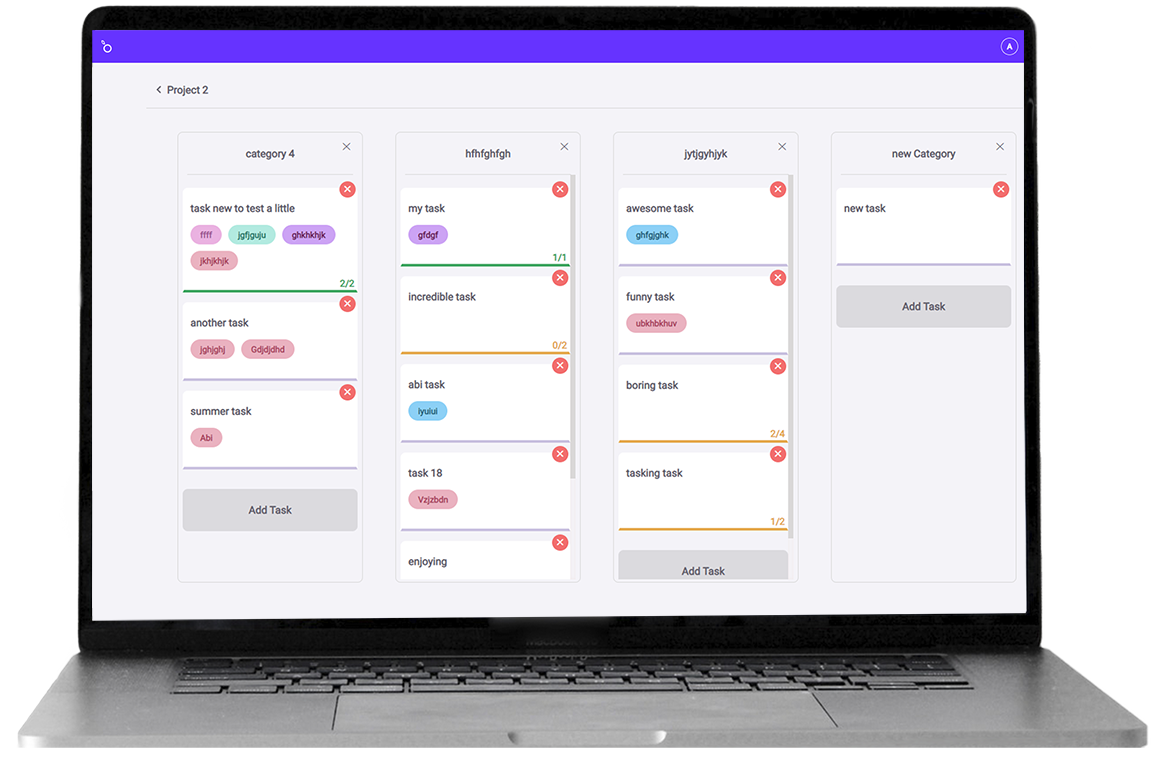 A
Project 2
category 4
task new to test a little
ffff jgfjguju ghkhkhjk
jkhjkhjk
2/2
another task
jghjghj Gdjdjdhd
summer task
Abi
Add Task
hfhfghfgh
my task
gfdgf
1/1
incredible task
0/2
abi task
iyuiui
task 18
Vzjzbdn
enjoying
jytjgyhjyk
awesome task
ghfgjghk
funny task
ubkhbkhuv
boring task
2/4
tasking task
1/2
Add Task
new Category
new task
Add Task